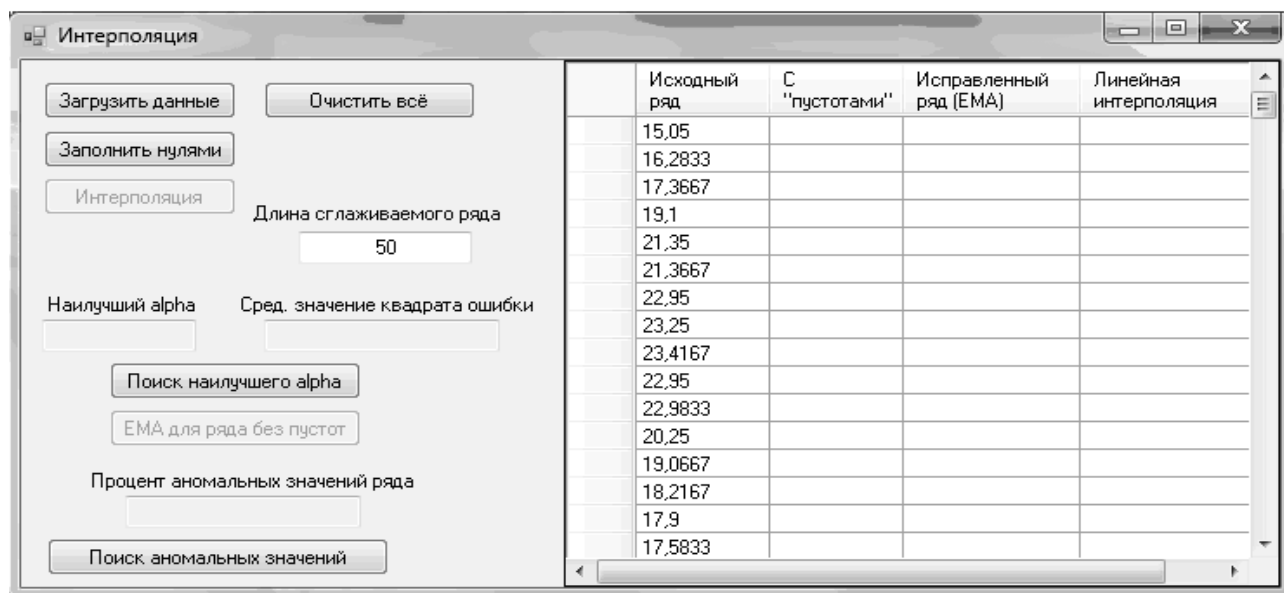 Интерполяция
Загрузить данные
Очистить всё
Заполнить нулями
Интерполяция
Длина сглаживаемого ряда
50
Наилучший alpha
Сред. значение квадрата ошибки
Поиск наилучшего alpha
EMA для ряда без пустот
Процент аномальных значений ряда
Поиск аномальных значений
Исходный ряд
С "пустотами"
Исправленный ряд (EMA)
Линейная интерполяция
15,05
16,2833
17,3667
19,1
21,35
21,3667
22,95
23,25
23,4167
22,95
22,9833
20,25
19,0667
18,2167
17,9
17,5833